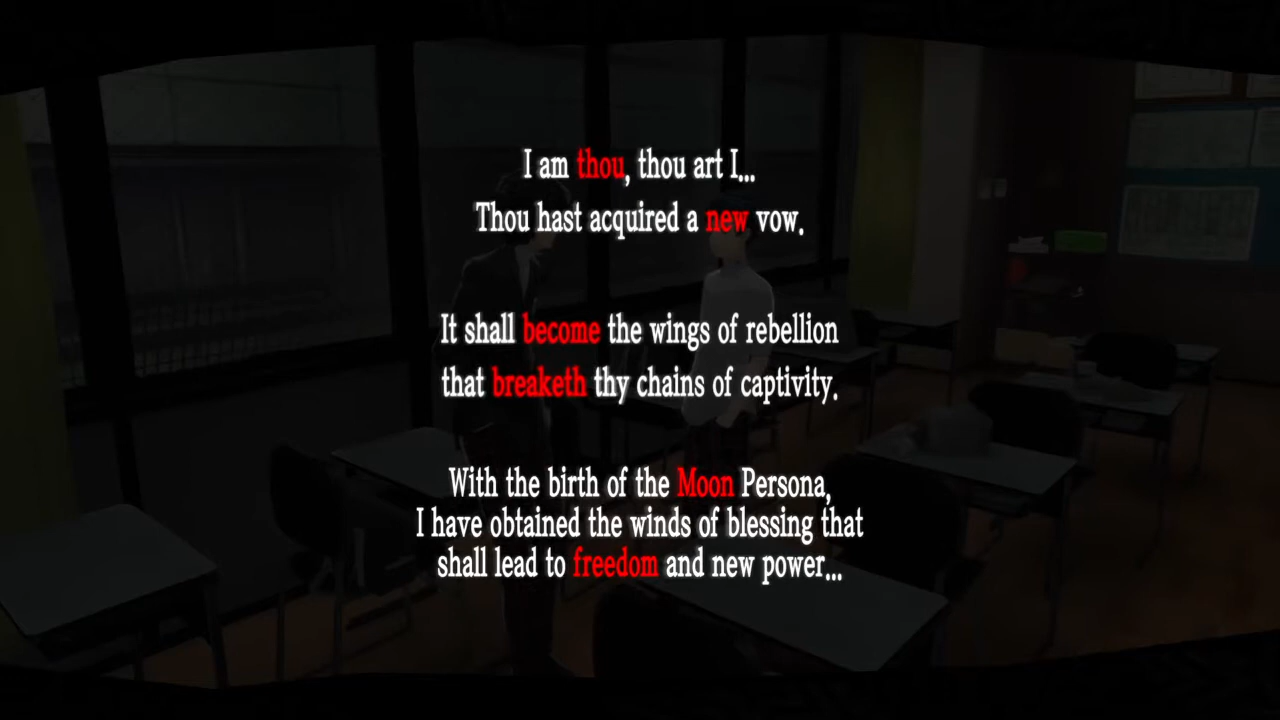 I am thou, thou art I...
Thou hast acquired a new vow.
It shall become the wings of rebellion
that breaketh thy chains of captivity.
With the birth of the Moon Persona,
I have obtained the winds of blessing that
shall lead to freedom and new power...